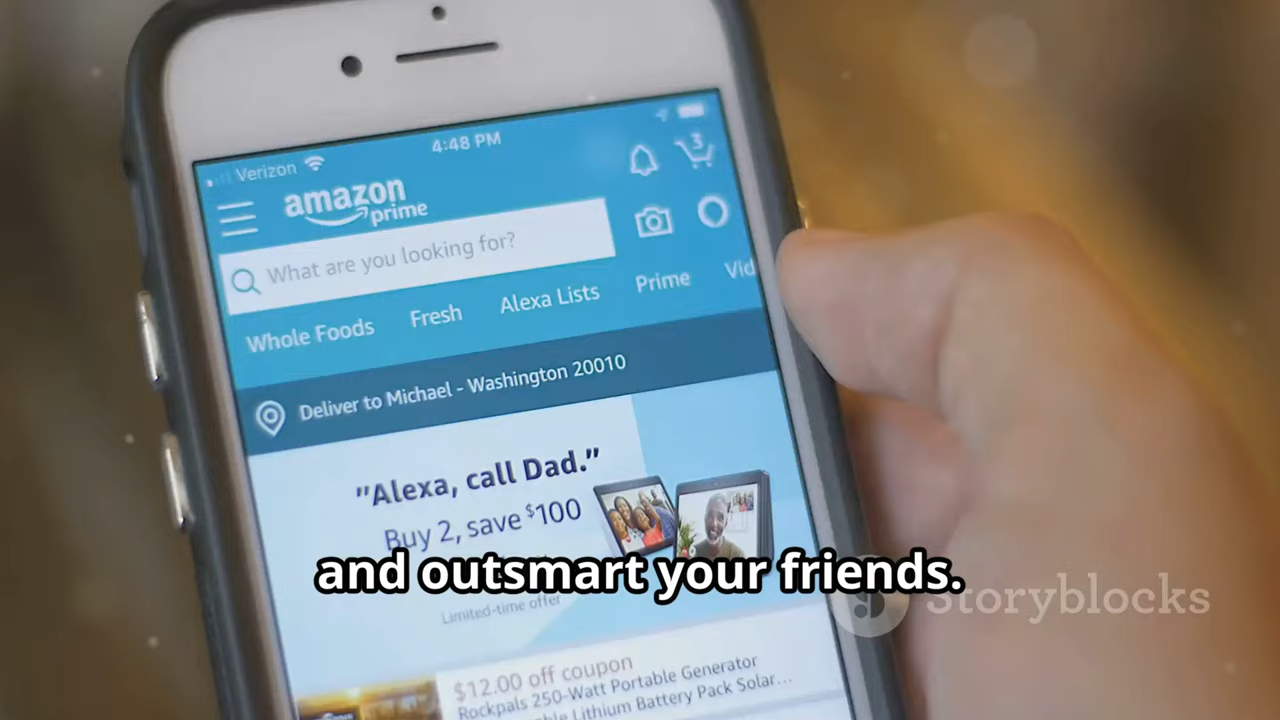 Verizon
4:48 PM
3
amazon
prime
What are you looking for?
Whole Foods
Fresh
Alexa Lists
Prime
Vid
Deliver to Michael - Washington 20010
"Alexa, call Dad."
Buy 2, save $100
and outsmart your friends.
Storyblocks
Limited-time offer
$12.00 off coupon
Rockpals 250-Watt Portable Generator
Lithium Battery Pack Solar...